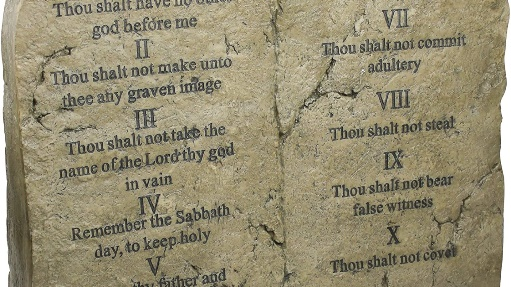 Thou shalt have no other
god before me
II
Thou shalt not make unto
thee any graven image
III
Thou shalt not take the
name of the Lord thy god
in vain
IV
Remember the Sabbath
day, to keep holy
V
thy father and
VII
Thou shalt not commit
adultery
VIII
Thou shalt not steal
IX
Thou shalt not bear
false witness
X
Thou shalt not covet